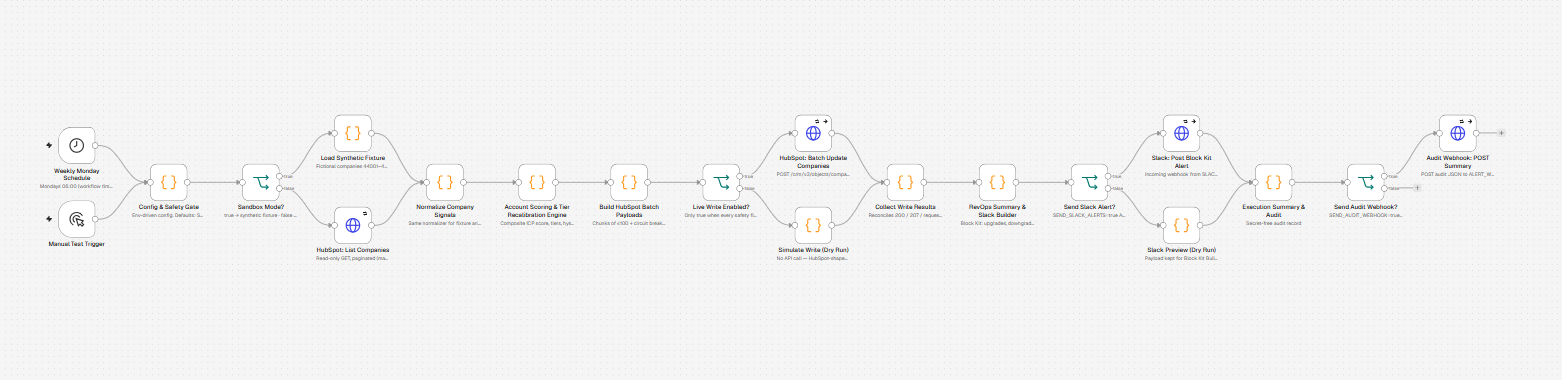 Weekly Monday
Schedule
Mondays 06:00 (workflow tim...
Manual Test Trigger
Config & Safety Gate
Env-driven config. Defaults: S...
Sandbox Mode?
true → synthetic fixture · false ...
true
false
Load Synthetic Fixture
Fictional companies 44001–4...
HubSpot: List Companies
Read-only GET, paginated (ma...
Normalize Company
Signals
Same normalizer for fixture an...
Account Scoring & Tier
Recalibration Engine
Composite ICP score, tiers, hys...
Build HubSpot Batch
Payloads
Chunks of ≤100 + circuit break...
Live Write Enabled?
Only true when every safety fl...
true
false
HubSpot: Batch Update
Companies
POST /crm/v3/objects/compa...
Simulate Write (Dry Run)
No API call — HubSpot-shape...
Collect Write Results
Reconciles 200 / 207 / reques...
RevOps Summary &
Slack Builder
Block Kit: upgrades, downgrad...
Send Slack Alert?
SEND_SLACK_ALERTS=true A...
true
false
Slack: Post Block Kit
Alert
Incoming webhook from SLAC...
Slack Preview (Dry Run)
Payload kept for Block Kit Buil...
Execution Summary &
Audit
Secret-free audit record
Send Audit Webhook?
SEND_AUDIT_WEBHOOK=true...
true
false
Audit Webhook: POST
Summary
POST audit JSON to ALERT_W...